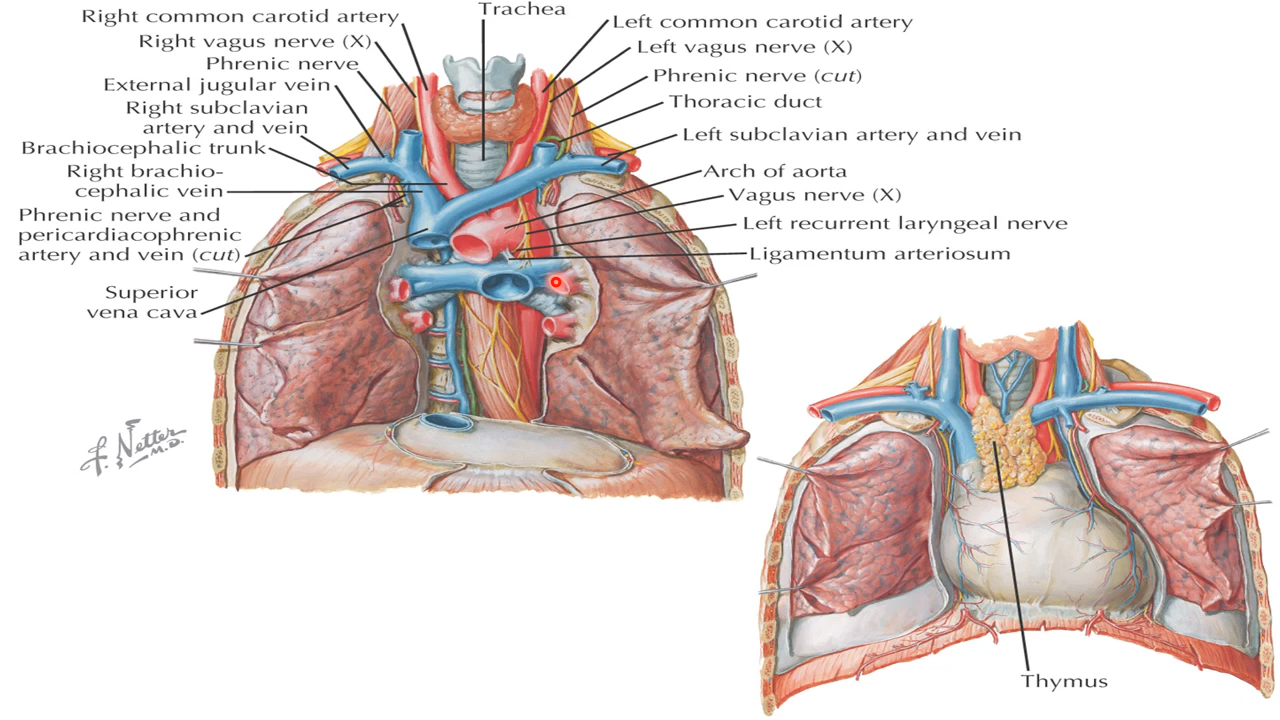 Right common carotid artery
Right vagus nerve (X)
Phrenic nerve
External jugular vein
Right subclavian
artery and vein
Brachiocephalic trunk
Right brachio-
cephalic vein
Phrenic nerve and
pericardiacophrenic
artery and vein (cut)
Superior
vena cava
Trachea
Left common carotid artery
Left vagus nerve (X)
Phrenic nerve (cut)
Thoracic duct
Left subclavian artery and vein
Arch of aorta
Vagus nerve (X)
Left recurrent laryngeal nerve
Ligamentum arteriosum
F. Netter
M.D.
Thymus